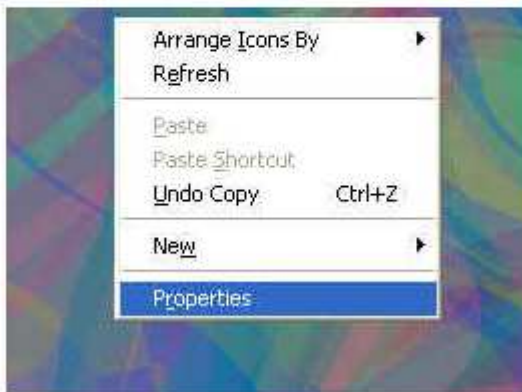 Arrange Icons By
Refresh
Paste
Paste Shortcut
Undo Copy Ctrl+Z
New
Properties